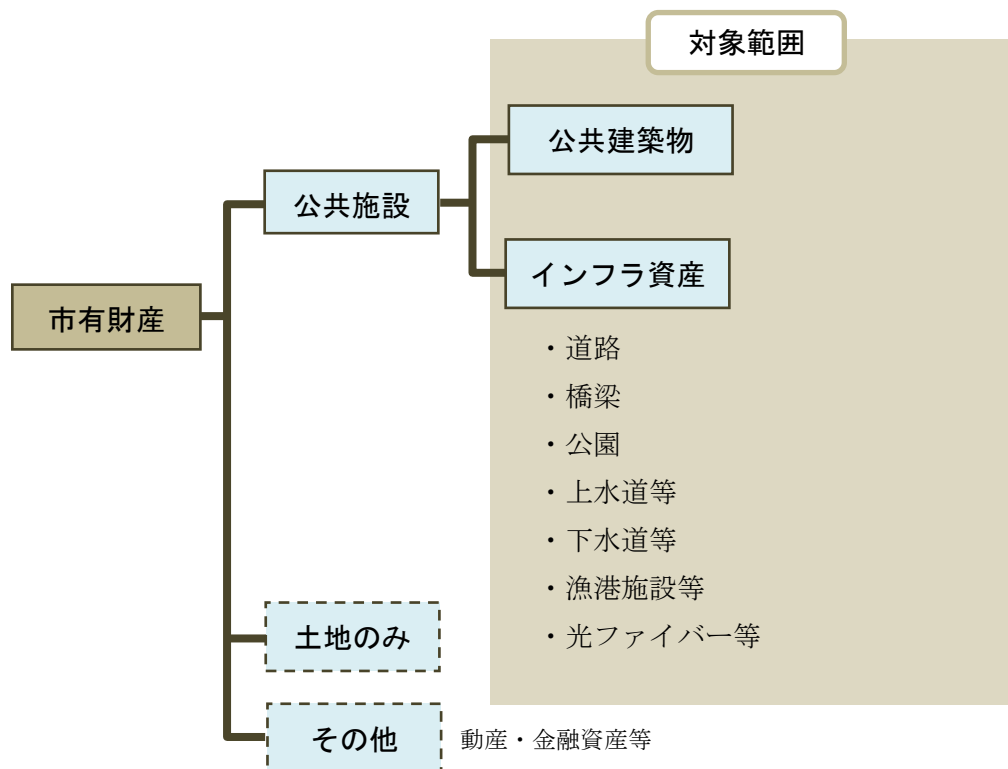 対象範囲
公共建築物
公共施設
インフラ資産
市有財産
・道路
・橋梁
・公園
・上水道等
・下水道等
・漁港施設等
・光ファイバー等
土地のみ
その他
動産・金融資産等